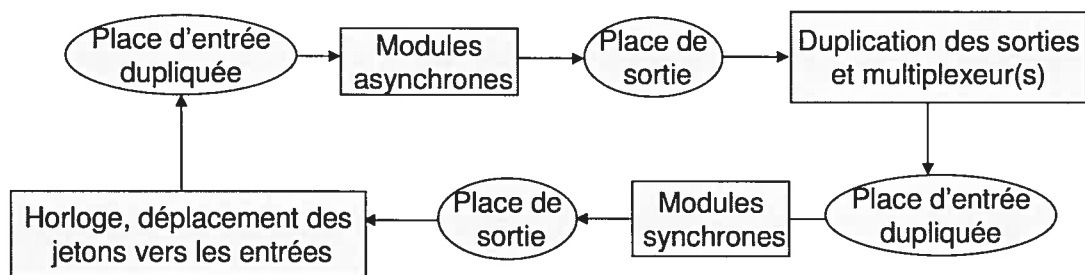 Place d'entrée
dupliquée
Modules
asynchrones
Place de
sortie
Duplication des sorties
et multiplexeur(s)
Horloge, déplacement des
jetons vers les entrées
Place de
sortie
Modules
synchrones
Place d'entrée
dupliquée